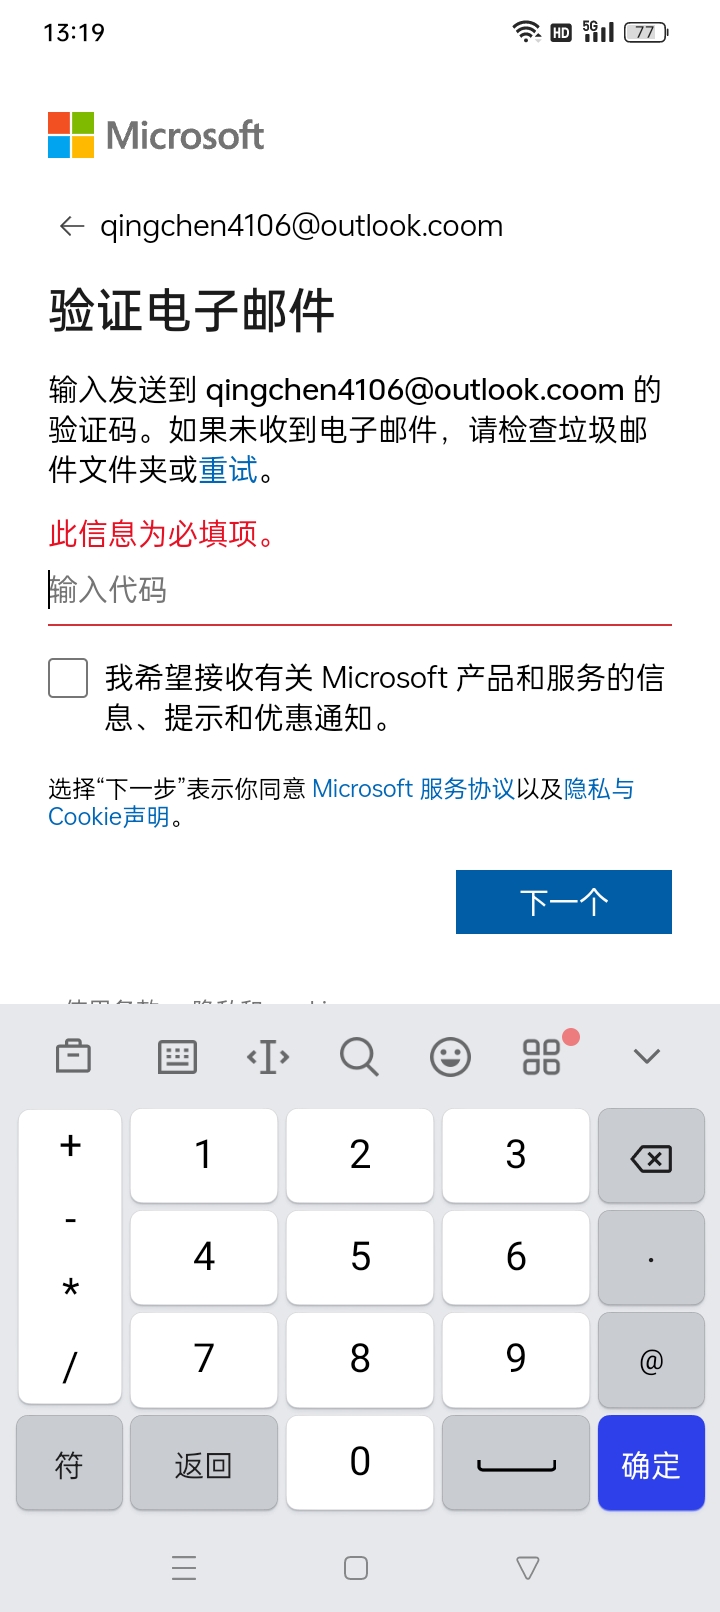 13:19
HD 5G 77
Microsoft
← qingchen4106@outlook.coom
验证电子邮件
输入发送到 qingchen4106@outlook.coom 的
验证码。如果未收到电子邮件，请检查垃圾邮
件文件夹或重试。
此信息为必填项。
输入代码
我希望接收有关 Microsoft 产品和服务的信
息、提示和优惠通知。
选择“下一步”表示你同意 Microsoft 服务协议以及隐私与
Cookie声明。
下一个
+ 1 2 3
-
4 5 6 .
*
/ 7 8 9 @
符 返回 0 确定